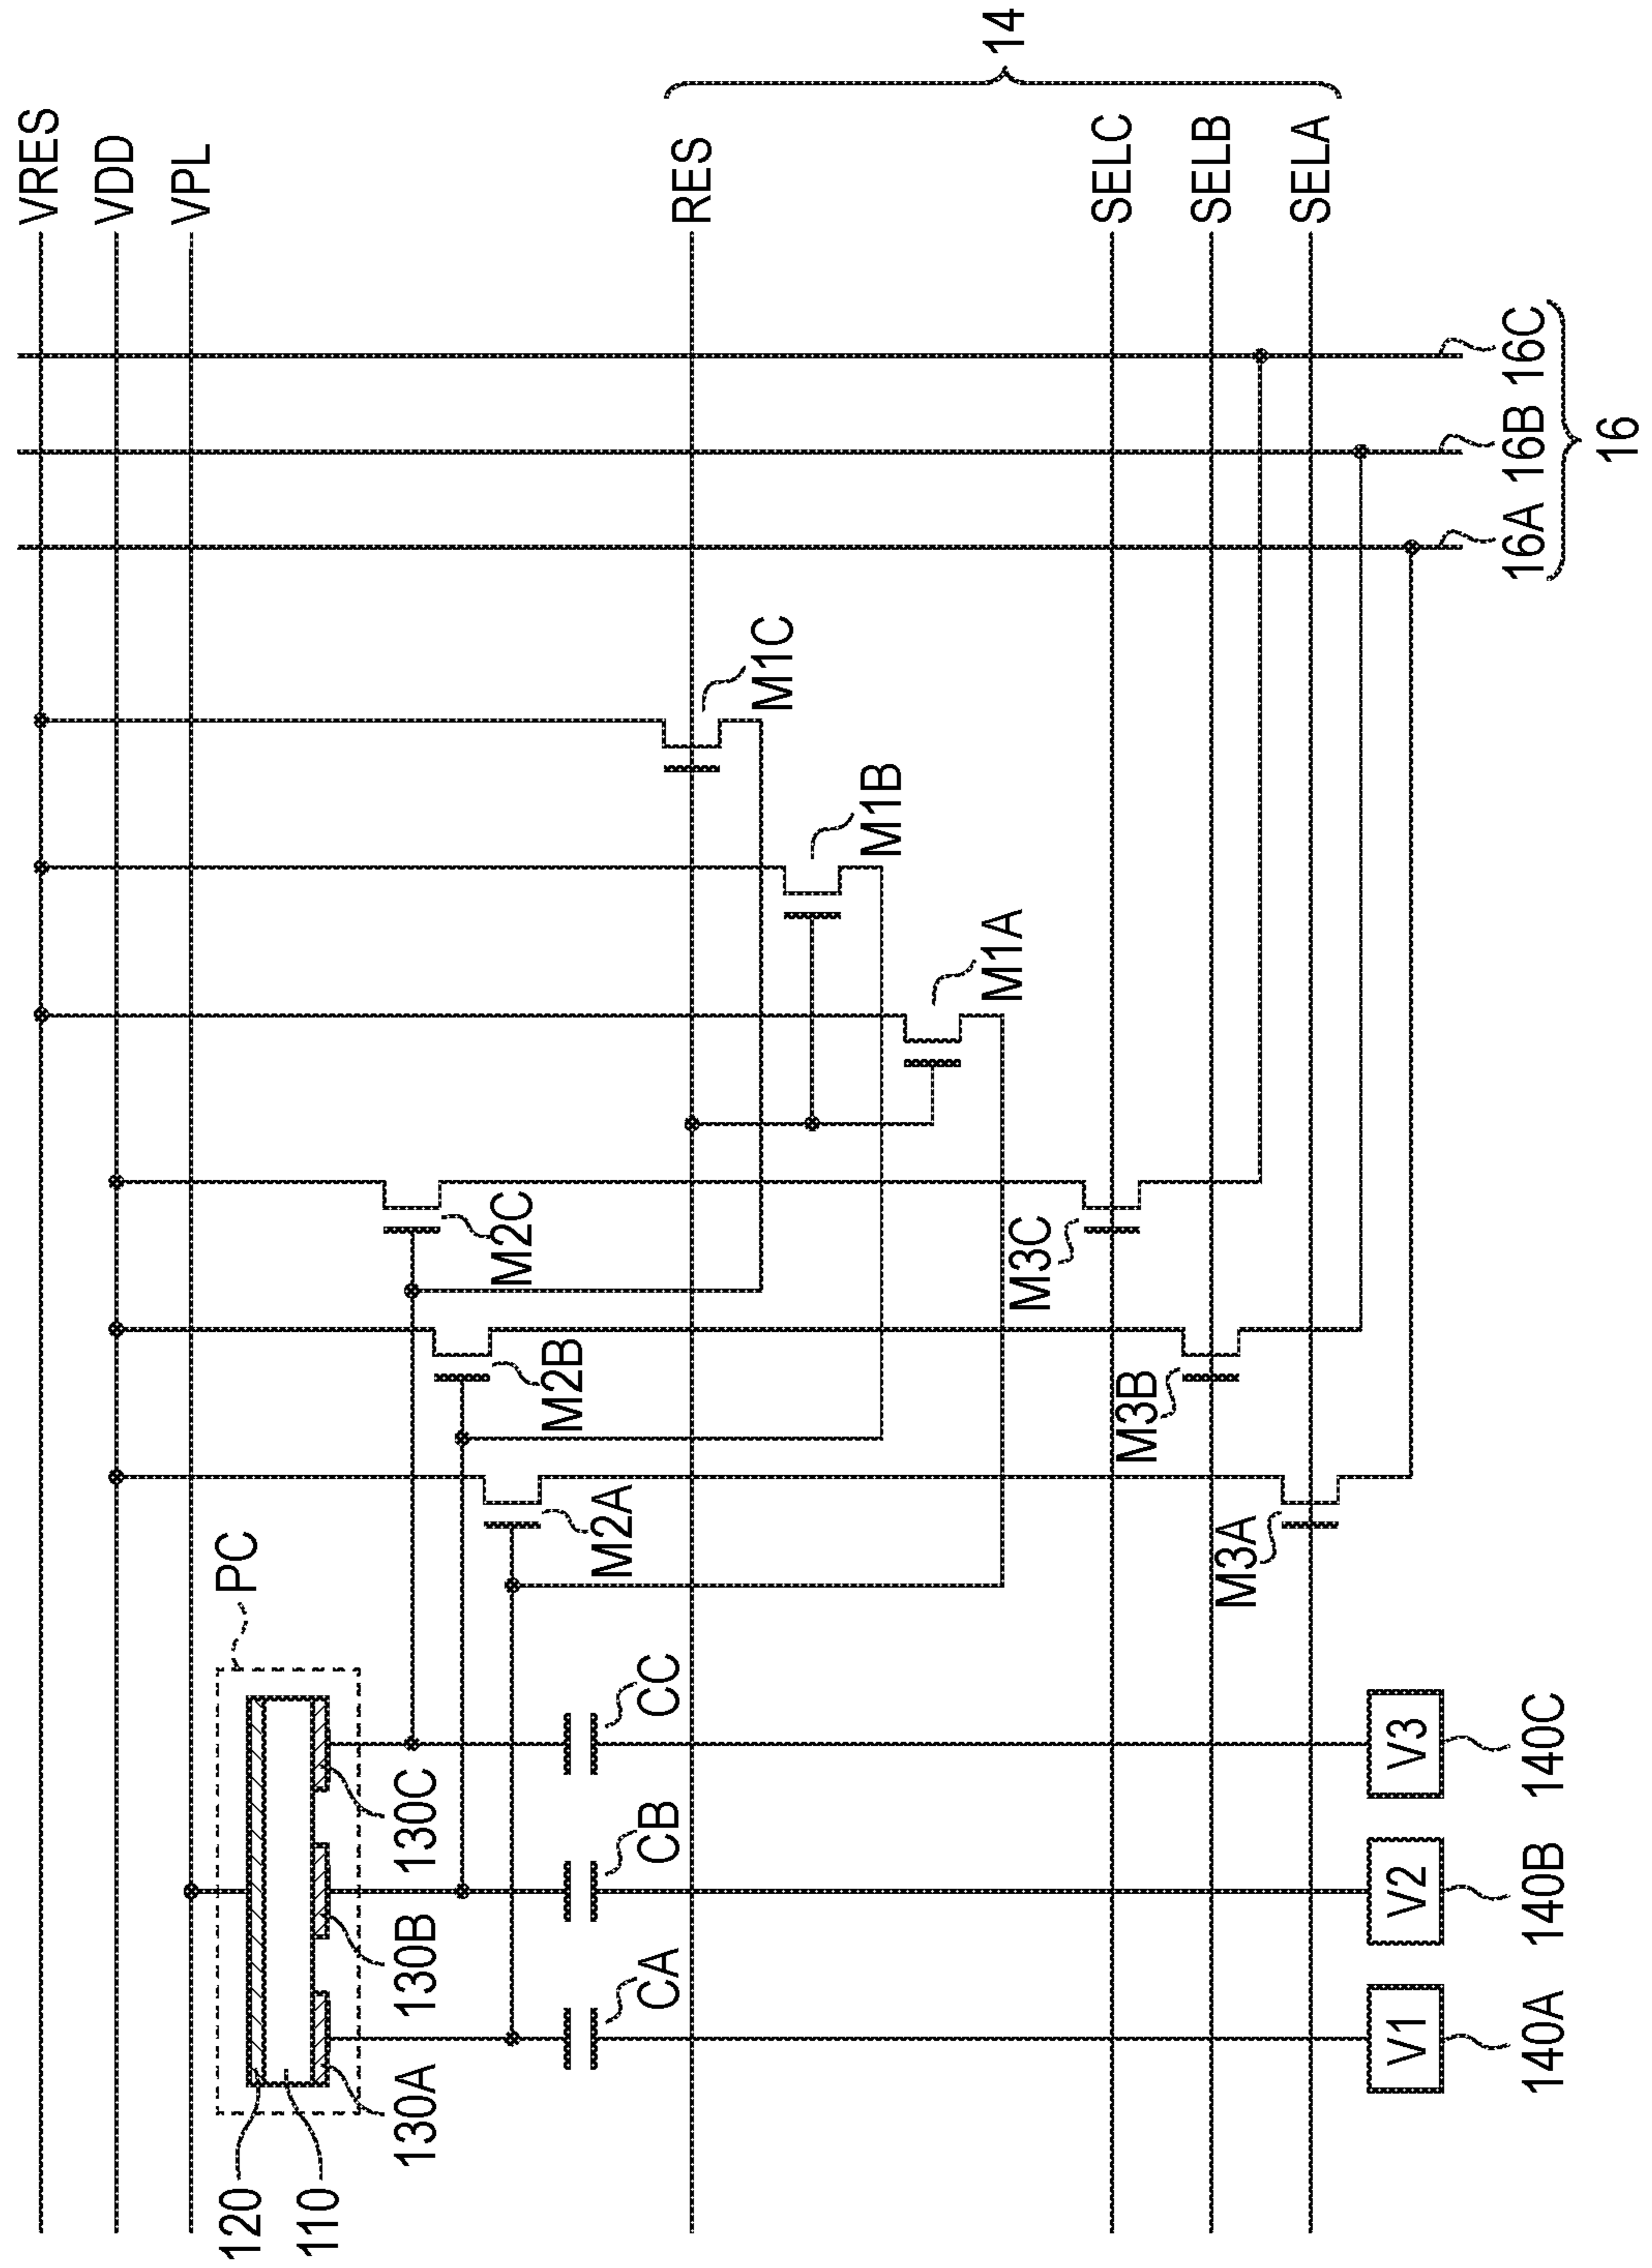 VRES
VDD
VPL
RES
14
SELC
SELB
SELA
16A 16B 16C
16
M1C
M1B
M1A
M2C
M2B
M2A
M3C
M3B
M3A
PC
120
110
130A
130B
130C
CA
CB
CC
V1
V2
V3
140A
140B
140C